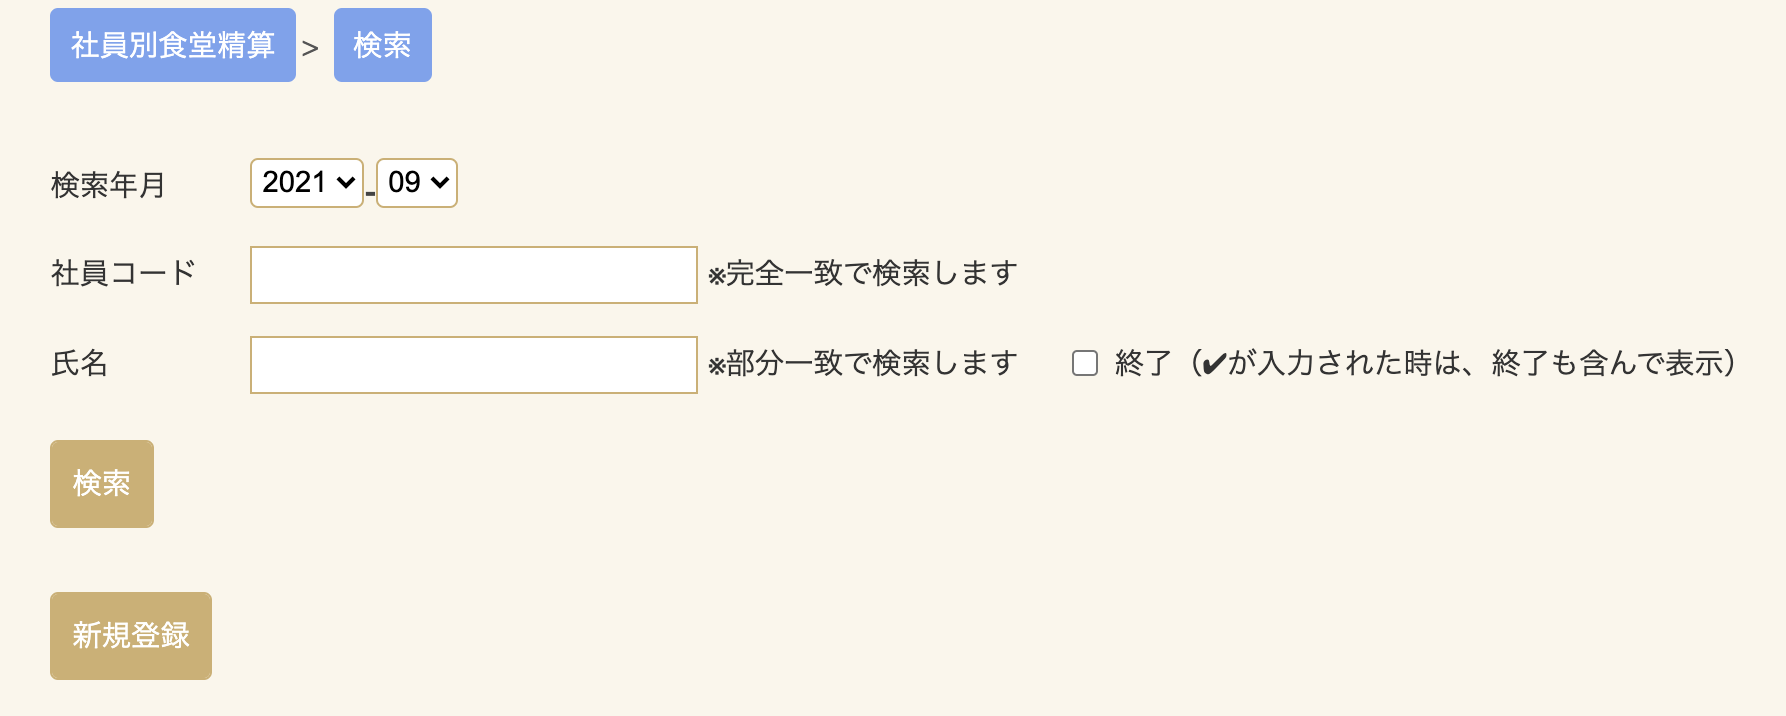 社員別食堂精算 > 検索
検索年月 2021 - 09
社員コード ※完全一致で検索します
氏名 ※部分一致で検索します 終了（✔が入力された時は、終了も含んで表示）
検索
新規登録